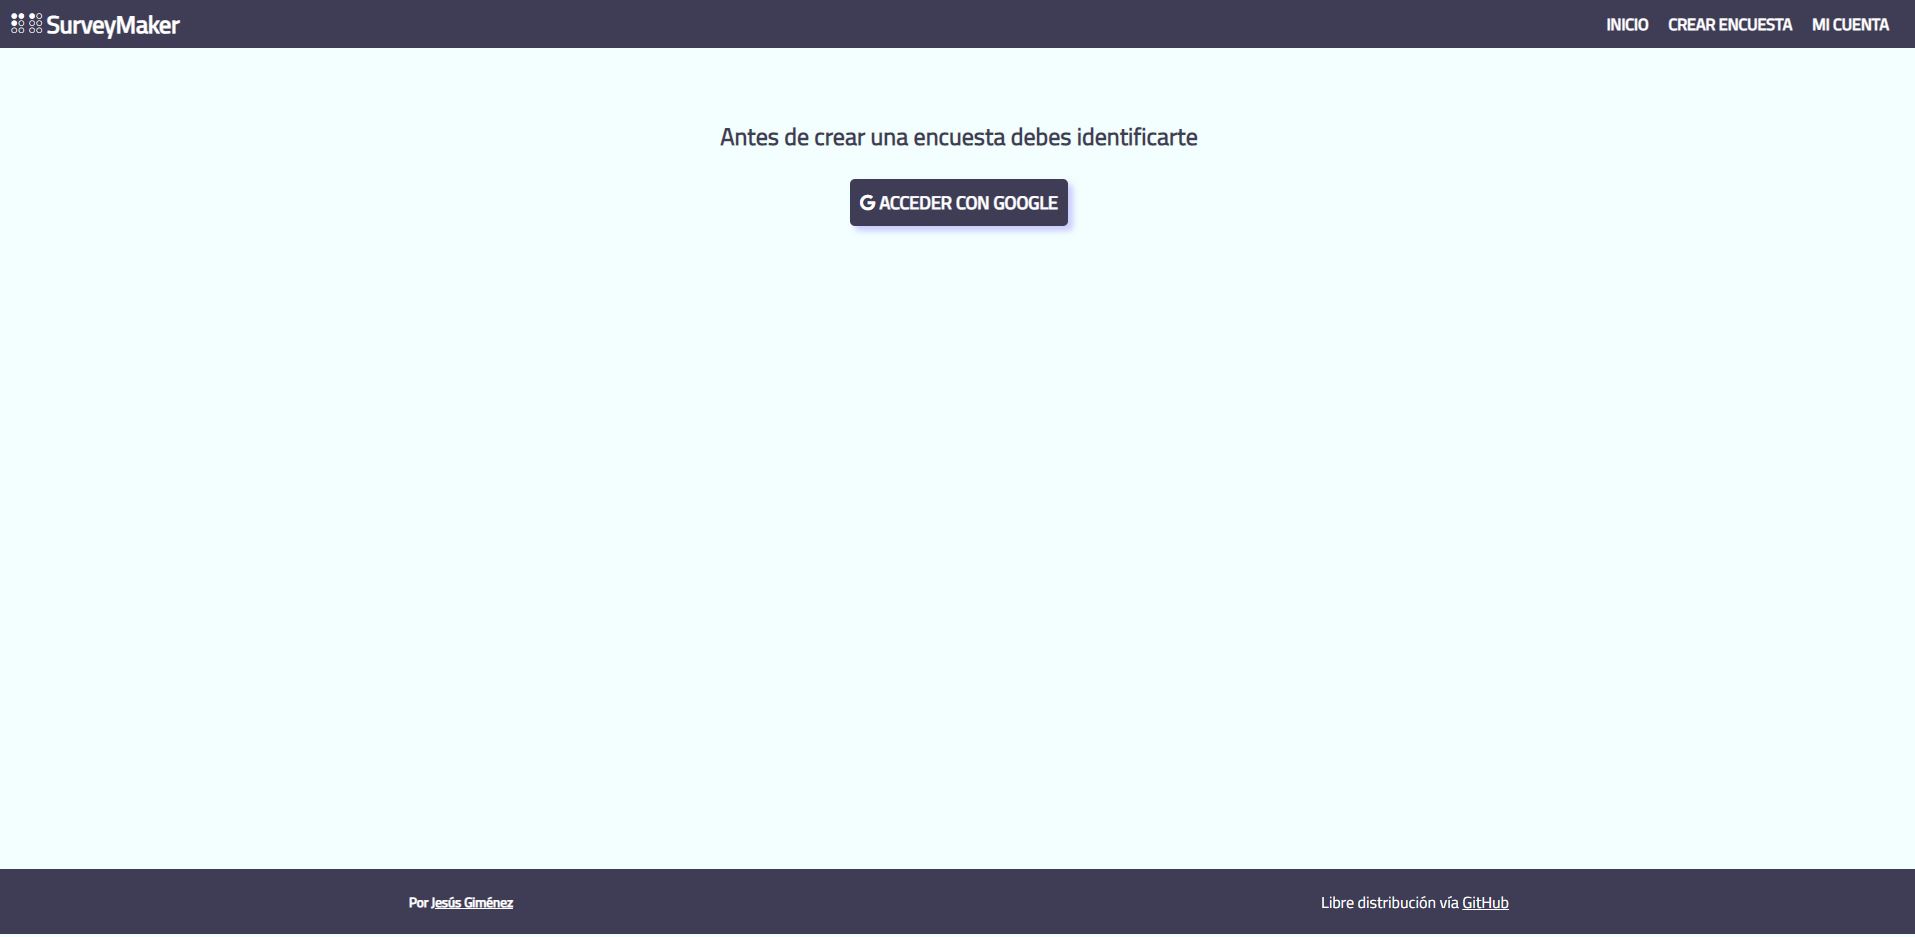 SurveyMaker
INICIO CREAR ENCUESTA MI CUENTA
Antes de crear una encuesta debes identificarte
ACCEDER CON GOOGLE
Por Jesús Giménez
Libre distribución vía GitHub